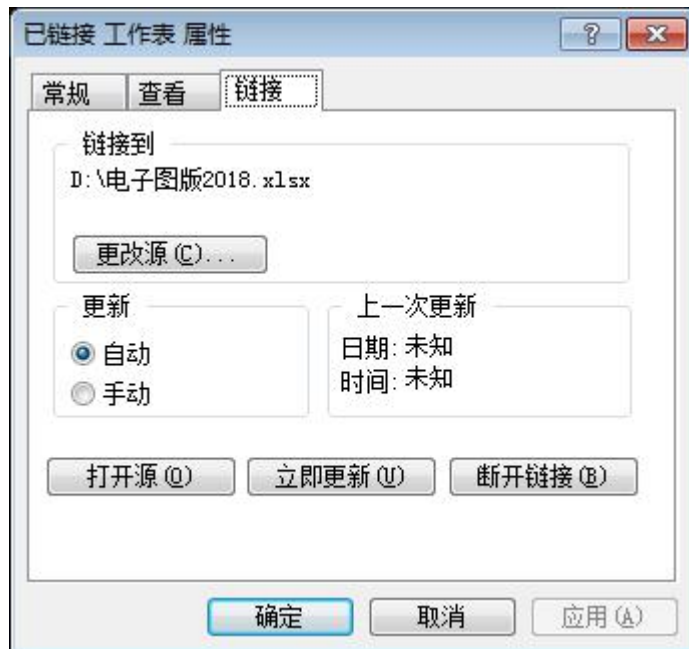 已链接 工作表 属性
常规 查看 链接
链接到
D:\电子图版2018.xlsx
更改源(C)...
更新 上一次更新
自动 日期: 未知
手动 时间: 未知
打开源(O) 立即更新(U) 断开链接(B)
确定 取消 应用(A)